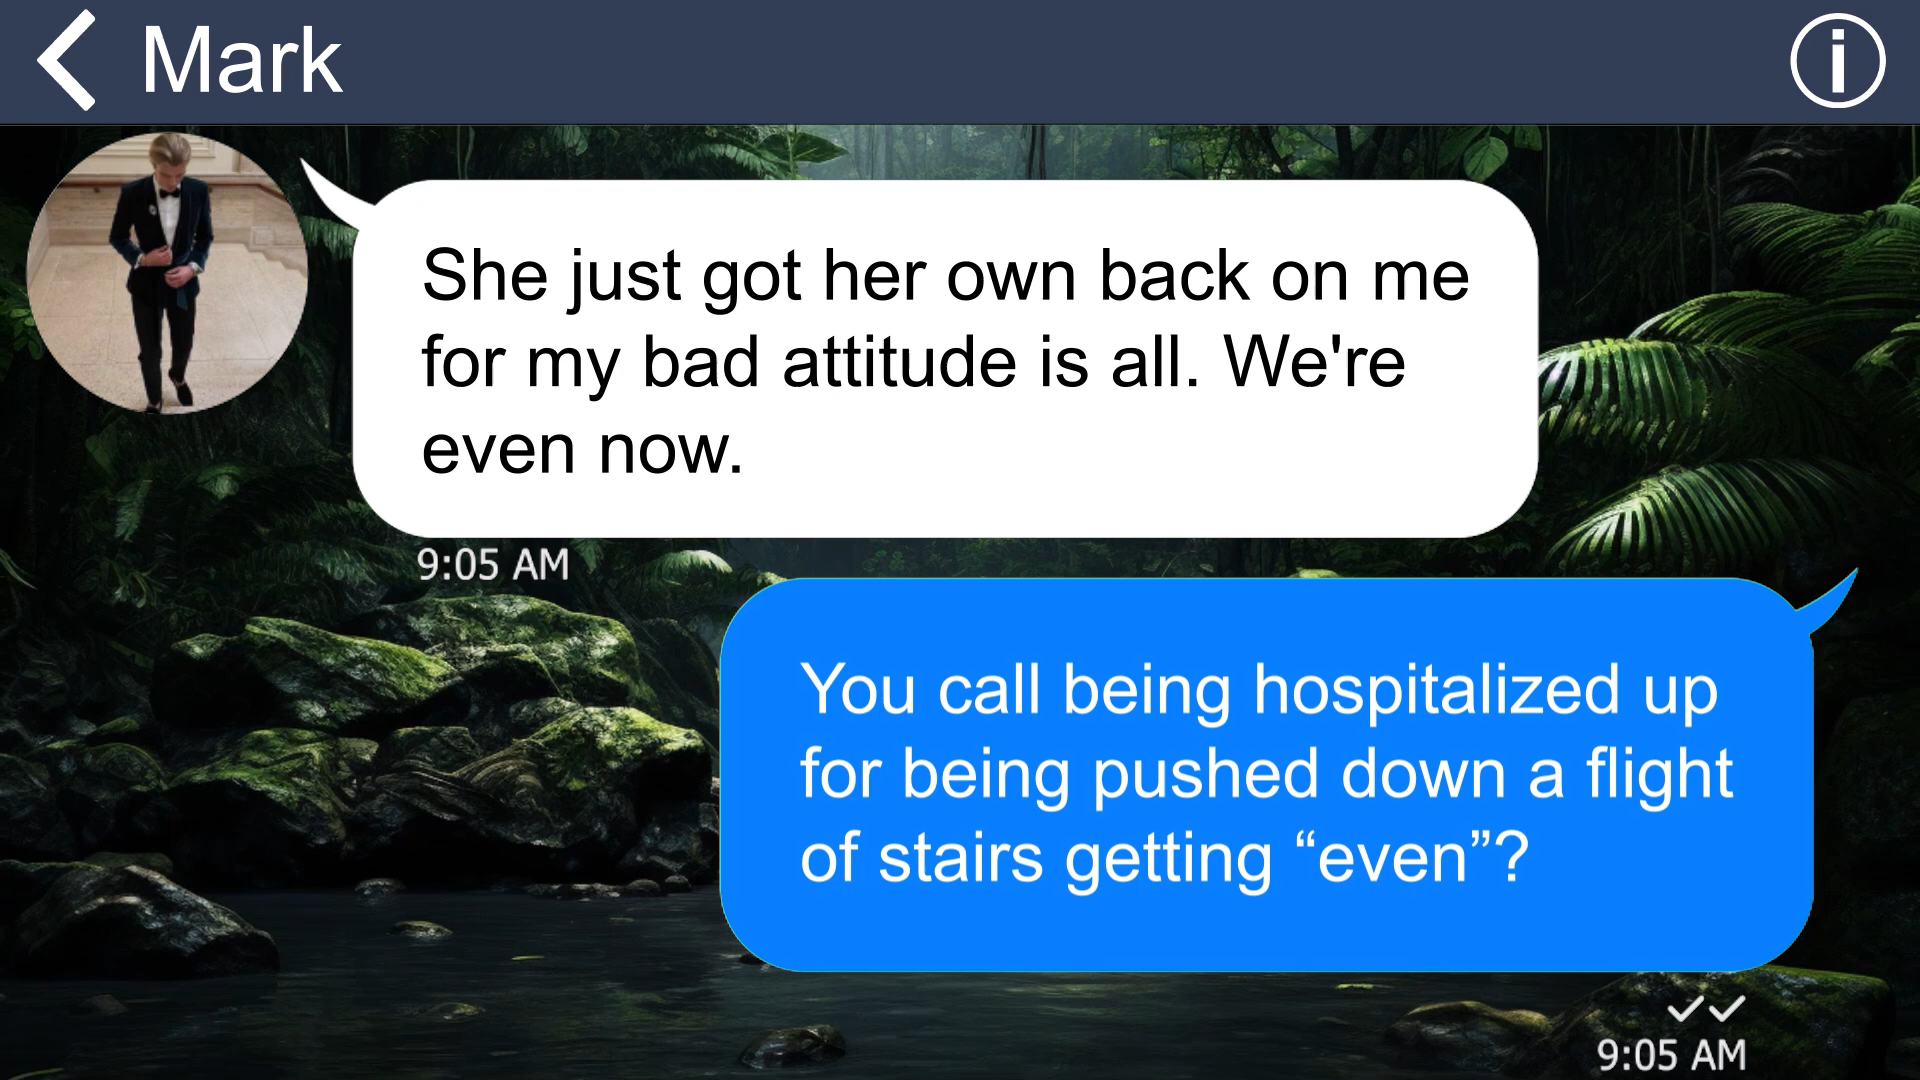 Mark
She just got her own back on me
for my bad attitude is all. We're
even now.
9:05 AM
You call being hospitalized up
for being pushed down a flight
of stairs getting “even”?
9:05 AM